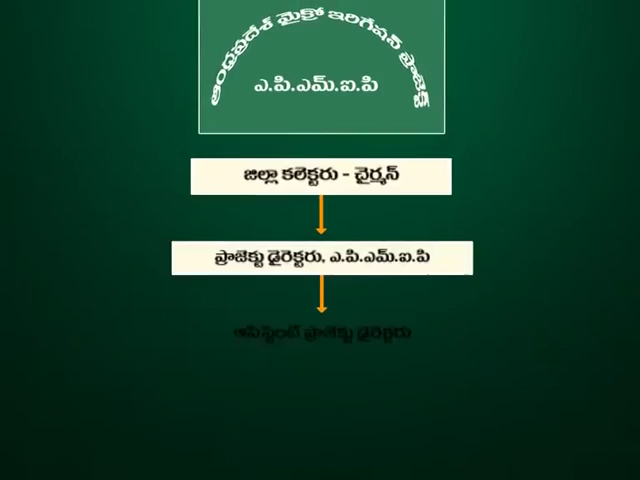 ఆంధ్రప్రదేశ్ మైక్రో ఇరిగేషన్ ప్రాజెక్ట్
ఎ.పి.ఎమ్.ఐ.పి
జిల్లా కలెక్టరు - చైర్మన్
ప్రాజెక్టు డైరెక్టరు, ఎ.పి.ఎమ్.ఐ.పి
అసిస్టెంట్ ప్రాజెక్టు డైరెక్టరు